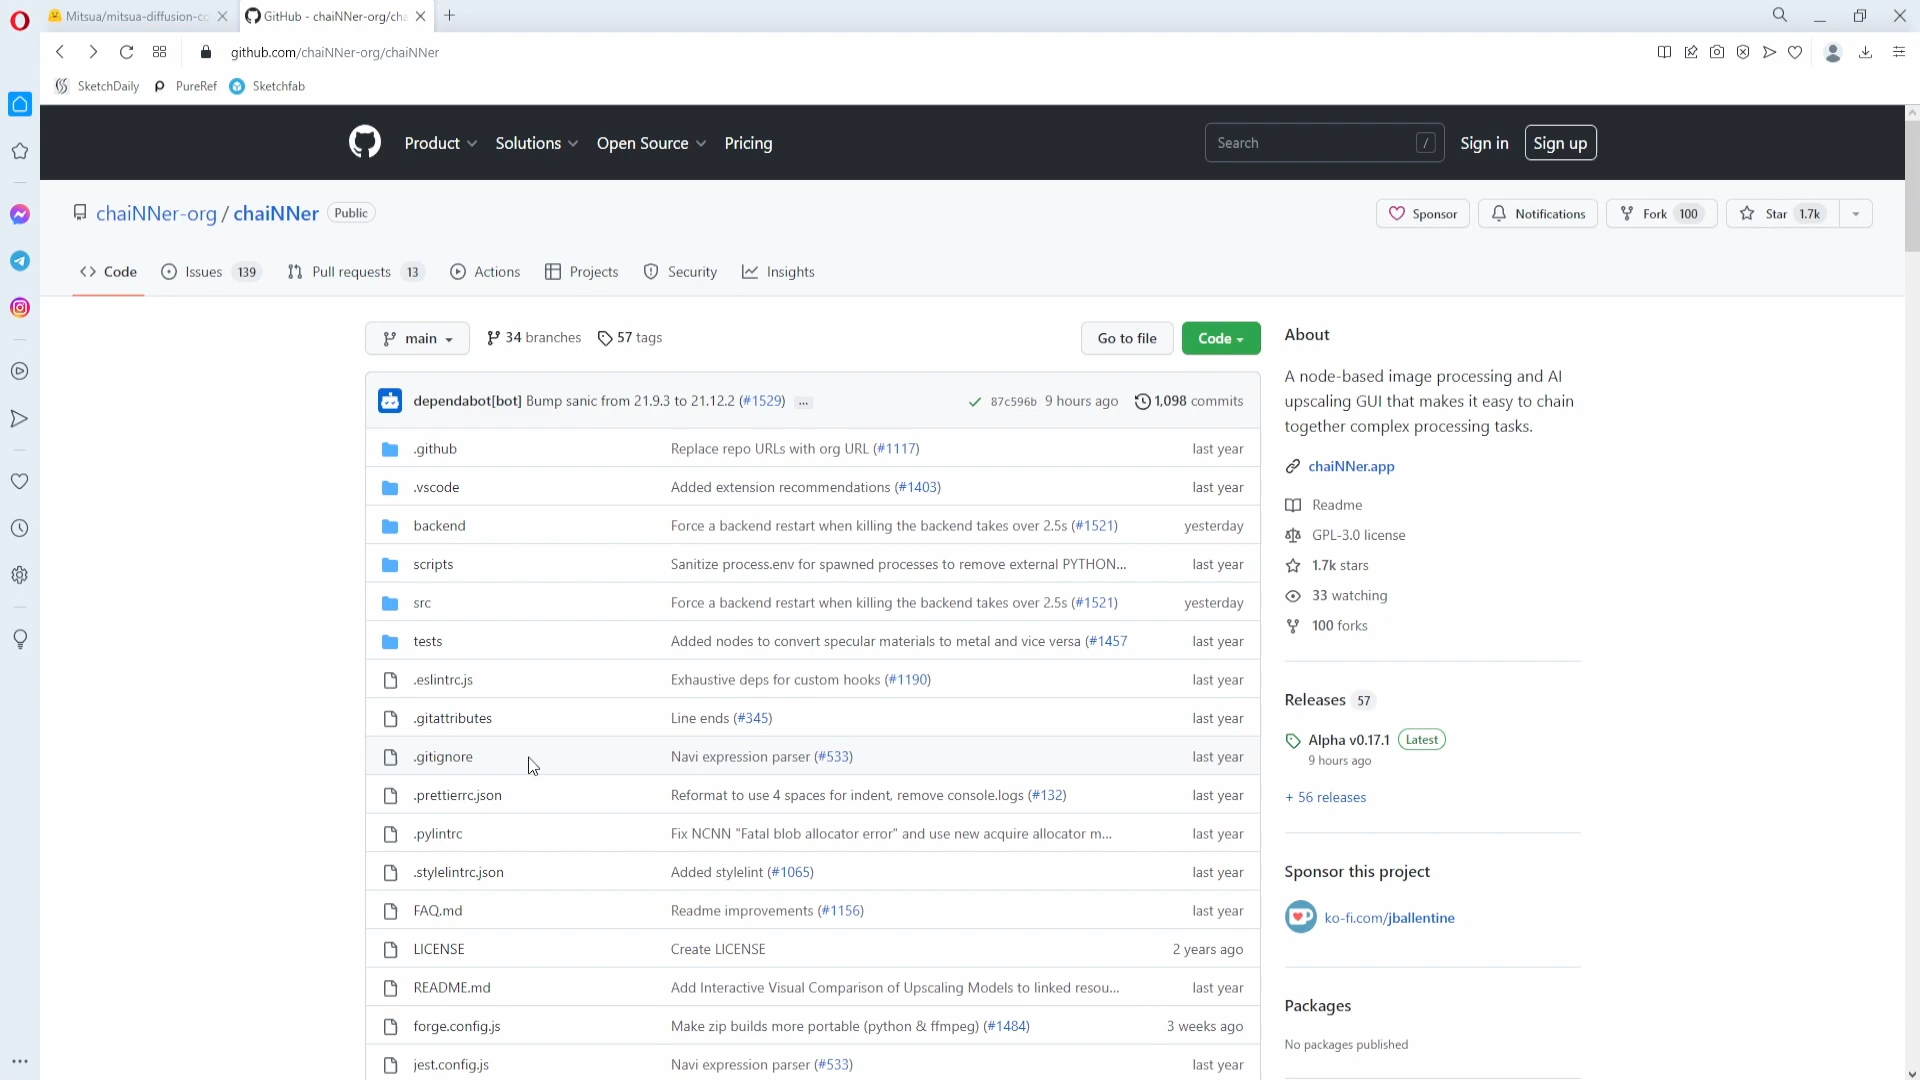 Mitsua/mitsua-diffusion-cc
GitHub - chaiNNer-org/cha
github.com/chaiNNer-org/chaiNNer
SketchDaily PureRef Sketchfab
Product Solutions Open Source Pricing Search / Sign in Sign up
chaiNNer-org / chaiNNer Public Sponsor Notifications Fork 100 Star 1.7k
Code Issues 139 Pull requests 13 Actions Projects Security Insights
main 34 branches 57 tags Go to file Code
dependabot[bot] Bump sanic from 21.9.3 to 21.12.2 (#1529) ... 87c596b 9 hours ago 1,098 commits
.github Replace repo URLs with org URL (#1117) last year
.vscode Added extension recommendations (#1403) last year
backend Force a backend restart when killing the backend takes over 2.5s (#1521) yesterday
scripts Sanitize process.env for spawned processes to remove external PYTHON... last year
src Force a backend restart when killing the backend takes over 2.5s (#1521) yesterday
tests Added nodes to convert specular materials to metal and vice versa (#1457 last year
.eslintrc.js Exhaustive deps for custom hooks (#1190) last year
.gitattributes Line ends (#345) last year
.gitignore Navi expression parser (#533) last year
.prettierrc.json Reformat to use 4 spaces for indent, remove console.logs (#132) last year
.pylintrc Fix NCNN "Fatal blob allocator error" and use new acquire allocator m... last year
.stylelintrc.json Added stylelint (#1065) last year
FAQ.md Readme improvements (#1156) last year
LICENSE Create LICENSE 2 years ago
README.md Add Interactive Visual Comparison of Upscaling Models to linked resou... last year
forge.config.js Make zip builds more portable (python & ffmpeg) (#1484) 3 weeks ago
jest.config.js Navi expression parser (#533) last year
About
A node-based image processing and AI
upscaling GUI that makes it easy to chain
together complex processing tasks.
chaiNNer.app
Readme
GPL-3.0 license
1.7k stars
33 watching
100 forks
Releases 57
Alpha v0.17.1 Latest
9 hours ago
+ 56 releases
Sponsor this project
ko-fi.com/jballentine
Packages
No packages published